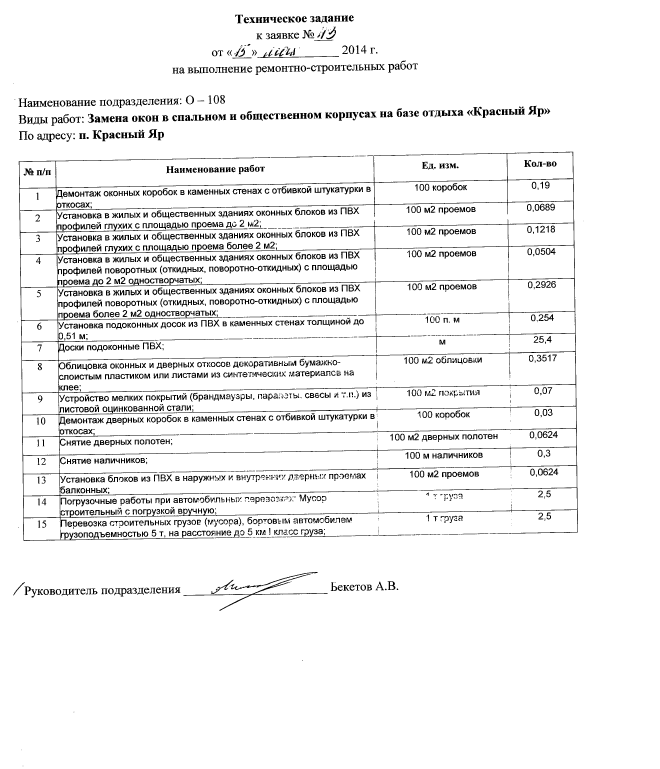 Техническое задание
к заявке № 113
от «15» мая 2014 г.
на выполнение ремонтно-строительных работ
Наименование подразделения: О – 108
Виды работ: Замена окон в спальном и общественном корпусах на базе отдыха «Красный Яр»
По адресу: п. Красный Яр
№ п/п Наименование работ Ед. изм. Кол-во
1 Демонтаж оконных коробок в каменных стенах с отбивкой штукатурки в 100 коробок 0,19
откосах;
2 Установка в жилых и общественных зданиях оконных блоков из ПВХ 100 м2 проемов 0,0689
профилей глухих с площадью проема до 2 м2;
3 Установка в жилых и общественных зданиях оконных блоков из ПВХ 100 м2 проемов 0,1218
профилей глухих с площадью проема более 2 м2;
4 Установка в жилых и общественных зданиях оконных блоков из ПВХ 100 м2 проемов 0,0504
профилей поворотных (откидных, поворотно-откидных) с площадью
проема до 2 м2 одностворчатых;
5 Установка в жилых и общественных зданиях оконных блоков из ПВХ 100 м2 проемов 0,2926
профилей поворотных (откидных, поворотно-откидных) с площадью
проема более 2 м2 одностворчатых;
6 Установка подоконных досок из ПВХ в каменных стенах толщиной до 100 п. м 0,254
0,51 м;
7 Доски подоконные ПВХ; м 25,4
8 Облицовка оконных и дверных откосов декоративным бумажно- 100 м2 облицовки 0,3517
слоистым пластиком или листами из синтетических материалов на
клее;
9 Устройство мелких покрытий (брандмауэры, парапеты, свесы и т.п.) из 100 м2 покрытия 0,07
листовой оцинкованной стали;
10 Демонтаж дверных коробок в каменных стенах с отбивкой штукатурки в 100 коробок 0,03
откосах;
11 Снятие дверных полотен; 100 м2 дверных полотен 0,0624
12 Снятие наличников; 100 м наличников 0,3
13 Установка блоков из ПВХ в наружных и внутренних дверных проемах 100 м2 проемов 0,0624
балконных;
14 Погрузочные работы при автомобильных перевозках: Мусор 1 т груза 2,5
строительный с погрузкой вручную;
15 Перевозка строительных грузов (мусора), бортовым автомобилем 1 т груза 2,5
грузоподъемностью 5 т, на расстояние до 5 км I класс груза;
Руководитель подразделения Бекетов А.В.